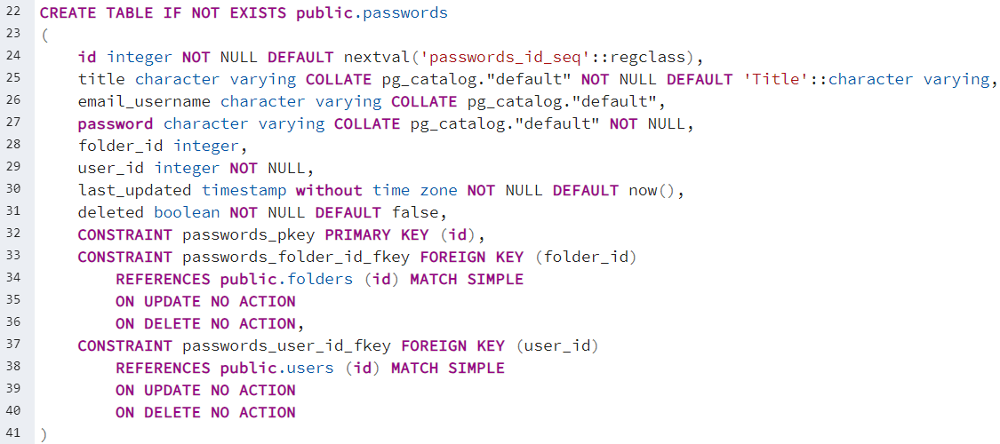 22 CREATE TABLE IF NOT EXISTS public.passwords
23 (
24     id integer NOT NULL DEFAULT nextval('passwords_id_seq'::regclass),
25     title character varying COLLATE pg_catalog."default" NOT NULL DEFAULT 'Title'::character varying,
26     email_username character varying COLLATE pg_catalog."default",
27     password character varying COLLATE pg_catalog."default" NOT NULL,
28     folder_id integer,
29     user_id integer NOT NULL,
30     last_updated timestamp without time zone NOT NULL DEFAULT now(),
31     deleted boolean NOT NULL DEFAULT false,
32     CONSTRAINT passwords_pkey PRIMARY KEY (id),
33     CONSTRAINT passwords_folder_id_fkey FOREIGN KEY (folder_id)
34         REFERENCES public.folders (id) MATCH SIMPLE
35         ON UPDATE NO ACTION
36         ON DELETE NO ACTION,
37     CONSTRAINT passwords_user_id_fkey FOREIGN KEY (user_id)
38         REFERENCES public.users (id) MATCH SIMPLE
39         ON UPDATE NO ACTION
40         ON DELETE NO ACTION
41 )